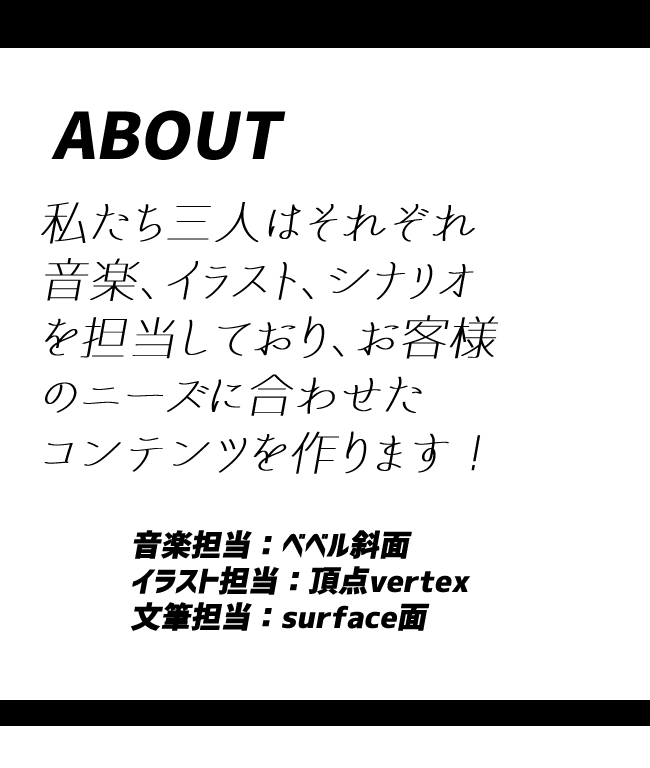 ABOUT
私たち三人はそれぞれ
音楽、イラスト、シナリオ
を担当しており、お客様
のニーズに合わせた
コンテンツを作ります！
音楽担当：ベベル斜面
イラスト担当：頂点vertex
文筆担当：surface面